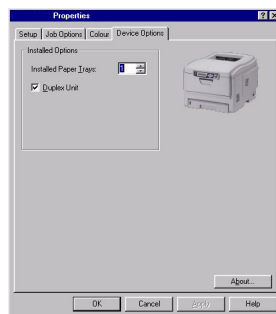 Properties
Setup Job Options Colour Device Options
Installed Options
Installed Paper Trays: 1
Duplex Unit
About...
OK Cancel Apply Help